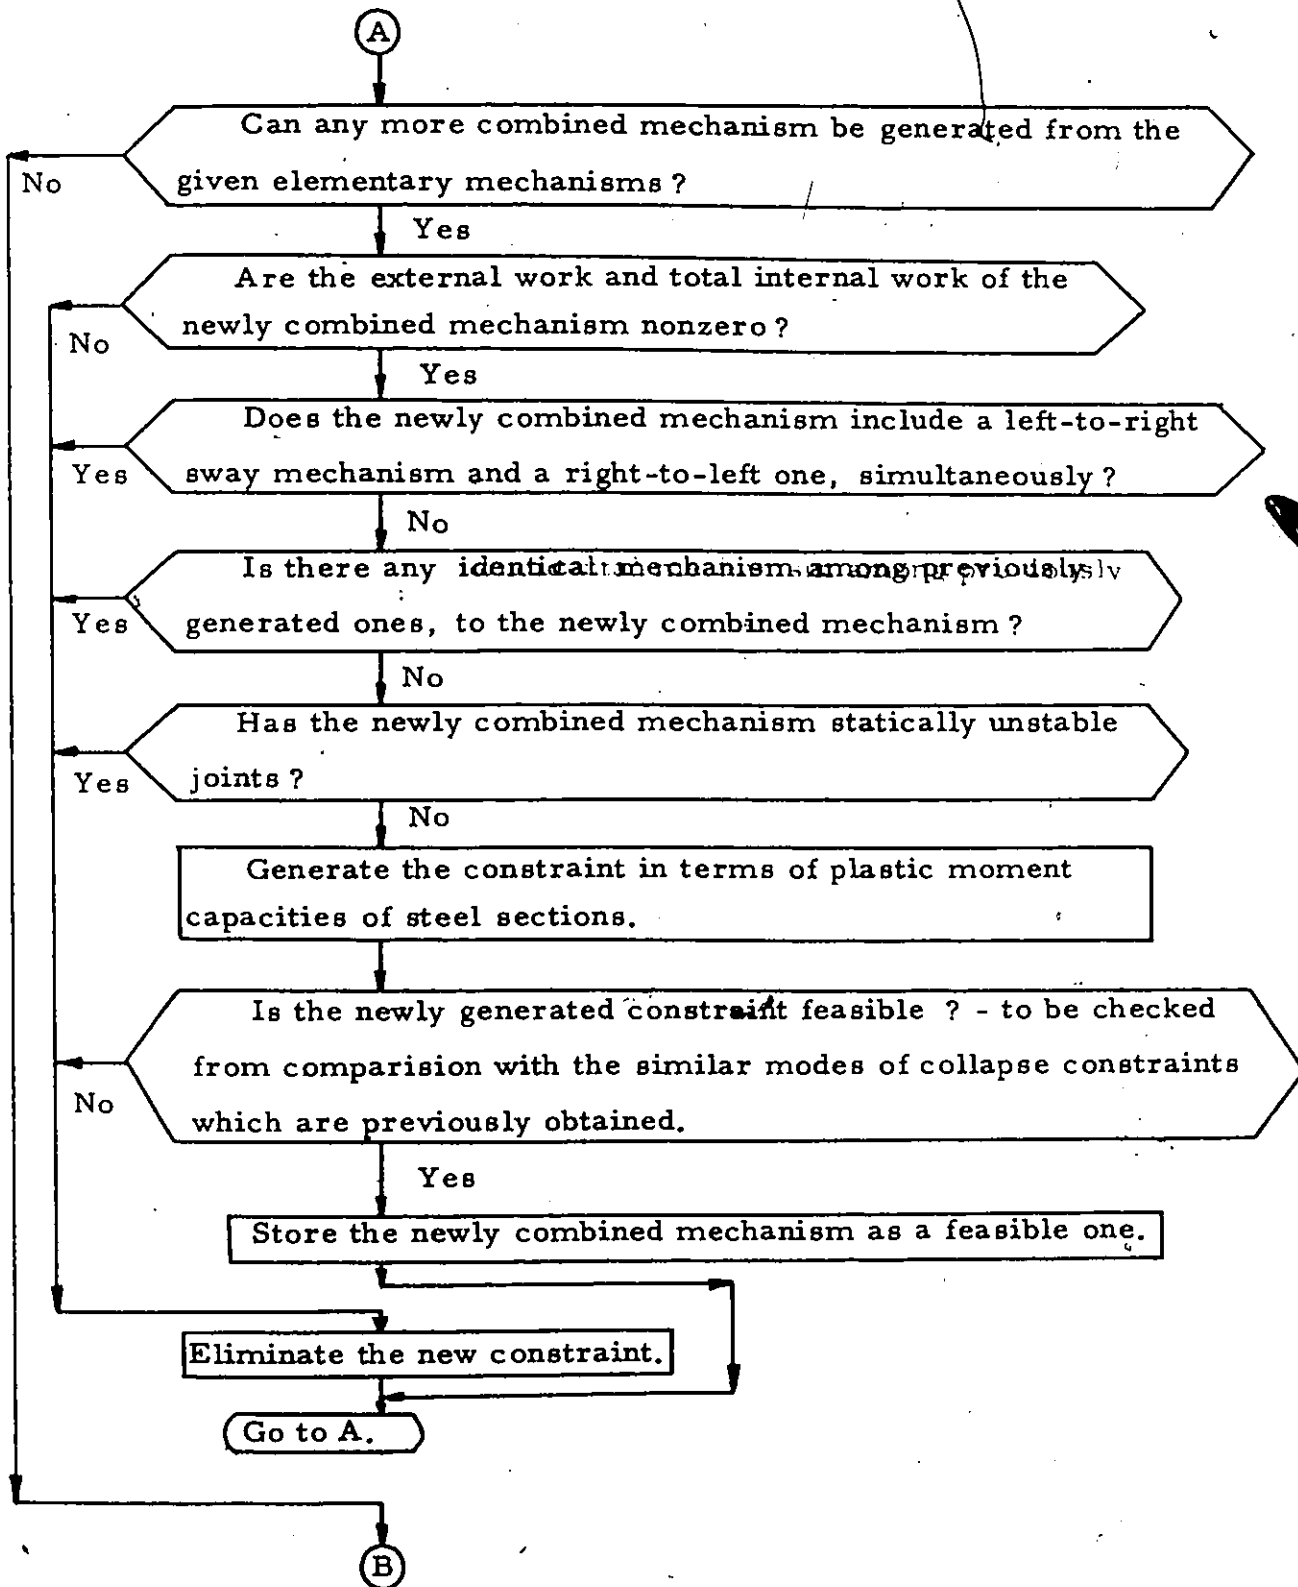 A
Can any more combined mechanism be generated from the
given elementary mechanisms ?
No
Yes
Are the external work and total internal work of the
newly combined mechanism nonzero ?
No
Yes
Does the newly combined mechanism include a left-to-right
sway mechanism and a right-to-left one, simultaneously ?
Yes
No
Is there any identical mechanism among previously
generated ones, to the newly combined mechanism ?
Yes
No
Has the newly combined mechanism statically unstable
joints ?
Yes
No
Generate the constraint in terms of plastic moment
capacities of steel sections.
Is the newly generated constraint feasible ? - to be checked
from comparision with the similar modes of collapse constraints
which are previously obtained.
No
Yes
Store the newly combined mechanism as a feasible one.
Eliminate the new constraint.
Go to A.
B